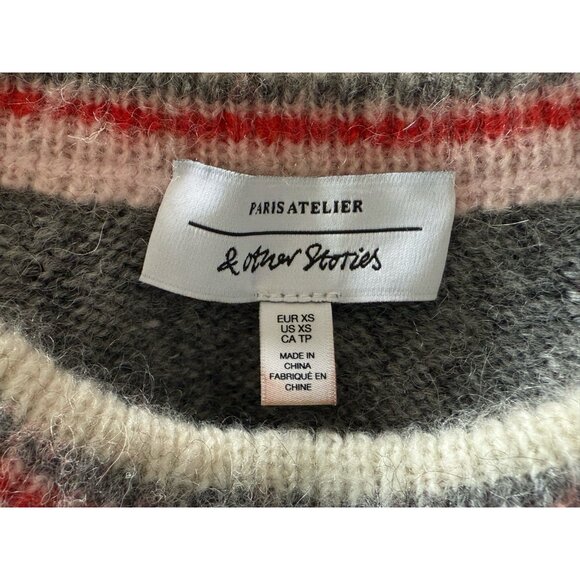 PARIS ATELIER
& other Stories
EUR XS
US XS
CA TP
MADE IN
CHINA
FABRIQUÉ EN
CHINE